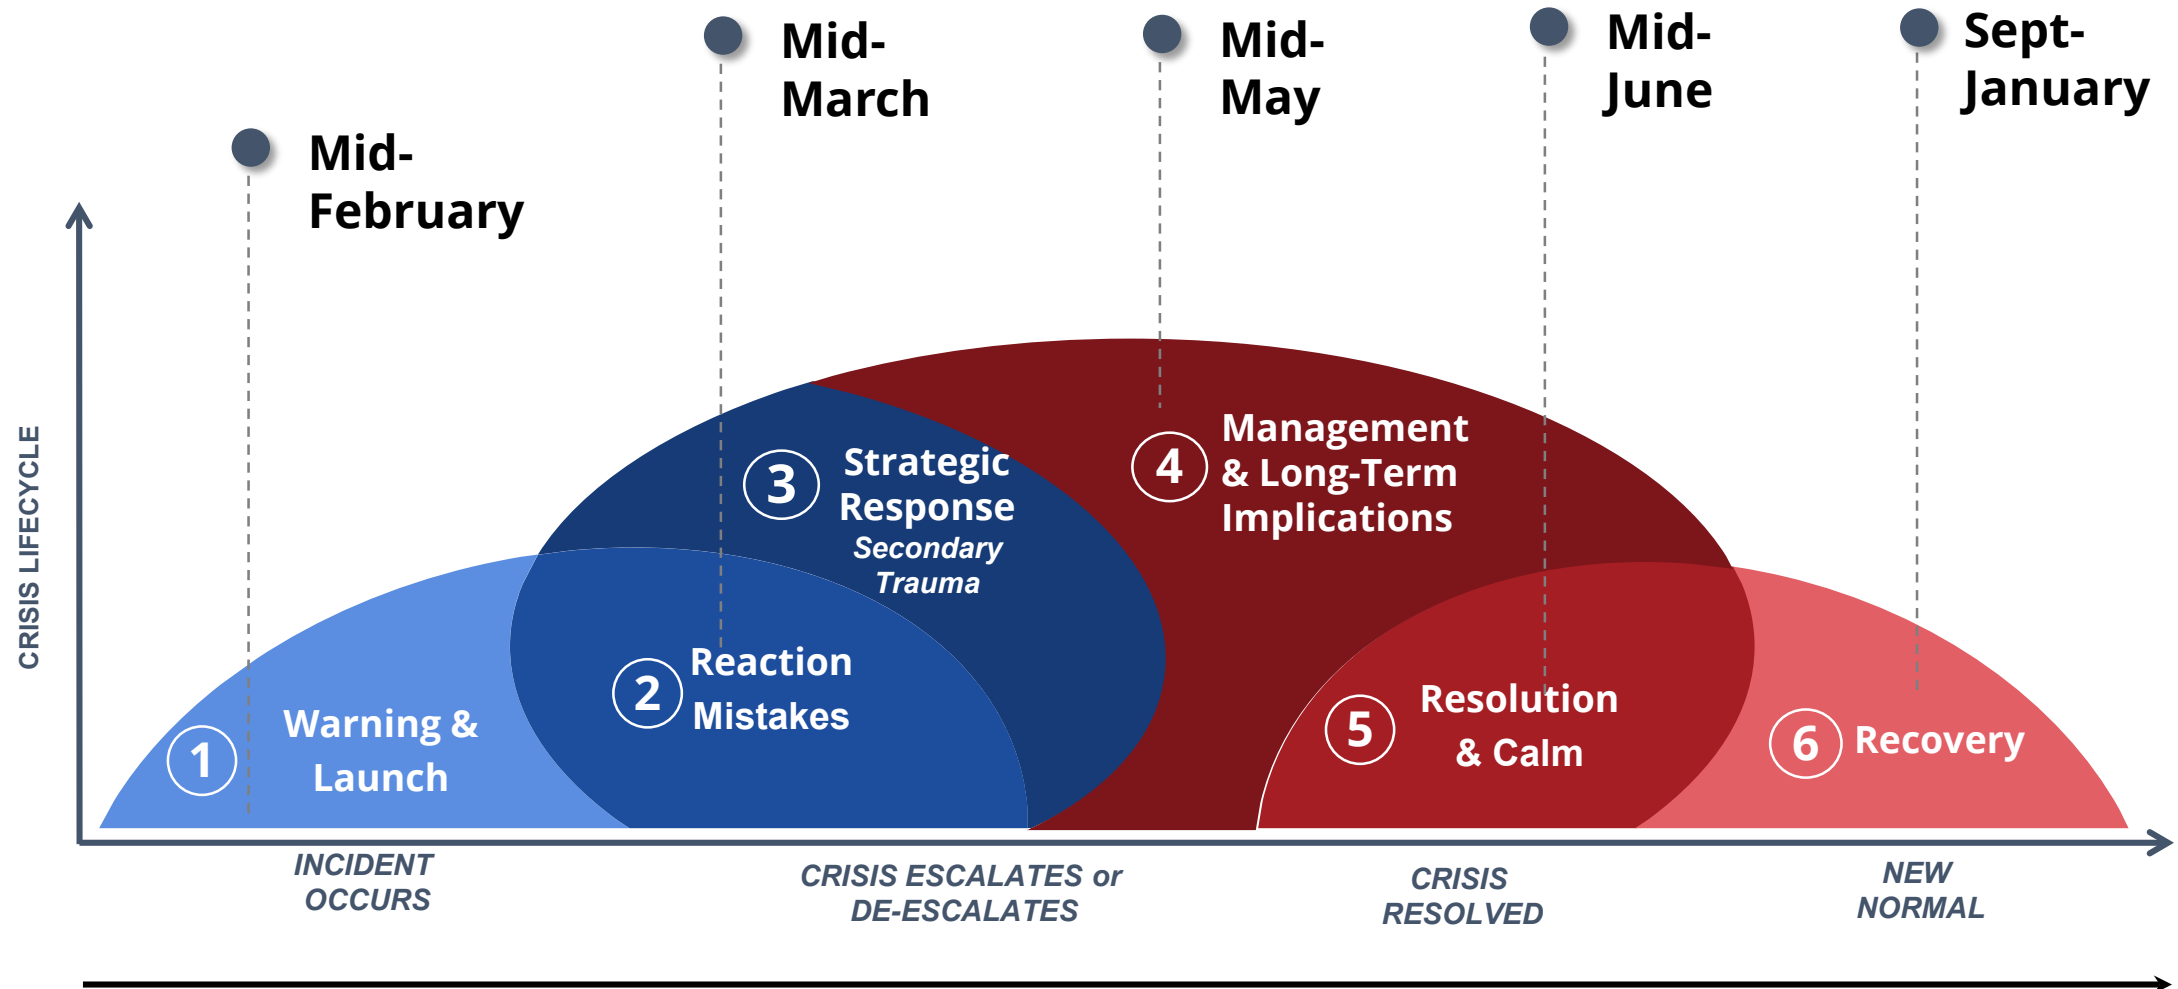 Mid-
February
Mid-
March
Mid-
May
Mid-
June
Sept-
January
CRISIS LIFECYCLE
1
Warning &
Launch
2
Reaction
Mistakes
3
Strategic
Response
Secondary
Trauma
4
Management
& Long-Term
Implications
5
Resolution
& Calm
6
Recovery
INCIDENT
OCCURS
CRISIS ESCALATES or
DE-ESCALATES
CRISIS
RESOLVED
NEW
NORMAL